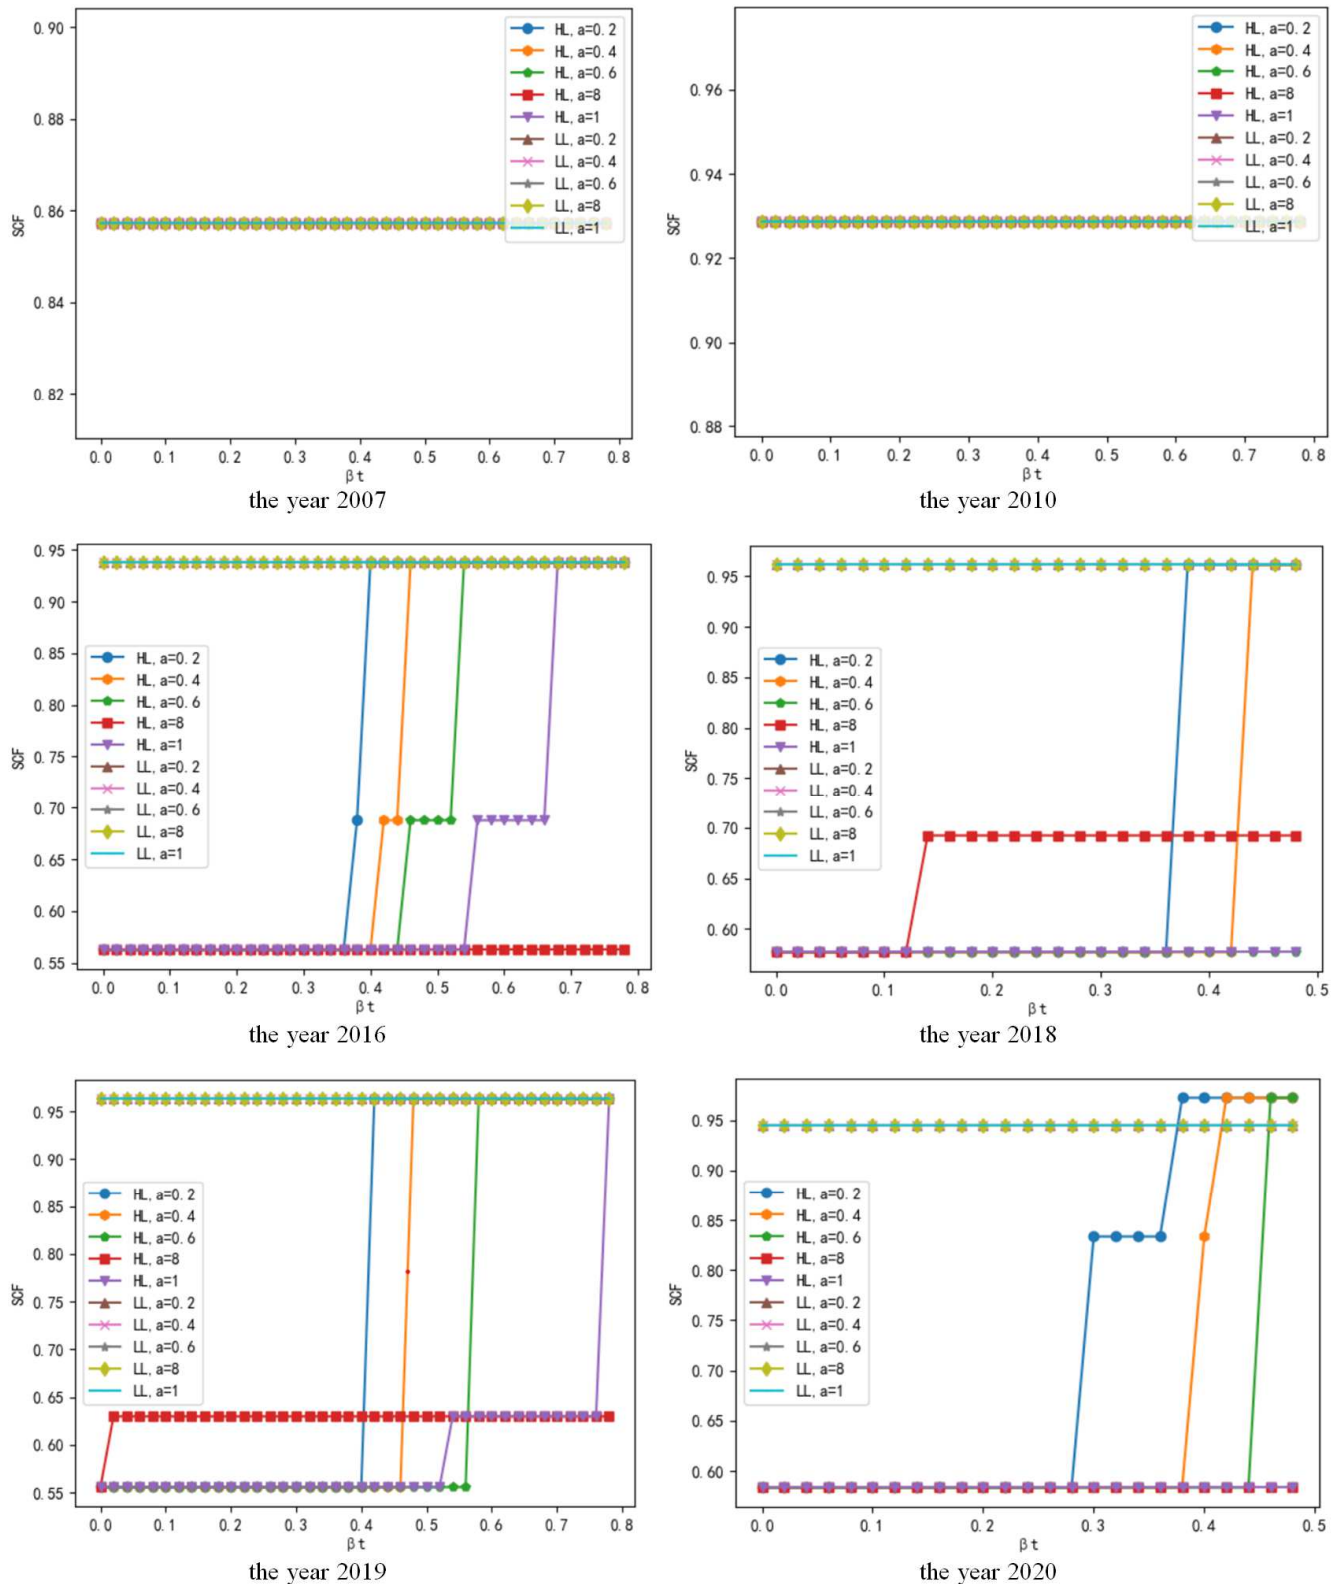 0.90
0.88
0.86
0.84
0.82
SCF
HL, a=0.2
HL, a=0.4
HL, a=0.6
HL, a=8
HL, a=1
LL, a=0.2
LL, a=0.4
LL, a=0.6
LL, a=8
LL, a=1
0.0 0.1 0.2 0.3 0.4 0.5 0.6 0.7 0.8
βt
the year 2007
0.96
0.94
0.92
0.90
0.88
SCF
HL, a=0.2
HL, a=0.4
HL, a=0.6
HL, a=8
HL, a=1
LL, a=0.2
LL, a=0.4
LL, a=0.6
LL, a=8
LL, a=1
0.0 0.1 0.2 0.3 0.4 0.5 0.6 0.7 0.8
βt
the year 2010
0.95
0.90
0.85
0.80
0.75
0.70
0.65
0.60
0.55
SCF
HL, a=0.2
HL, a=0.4
HL, a=0.6
HL, a=8
HL, a=1
LL, a=0.2
LL, a=0.4
LL, a=0.6
LL, a=8
LL, a=1
0.0 0.1 0.2 0.3 0.4 0.5 0.6 0.7 0.8
βt
the year 2016
0.95
0.90
0.85
0.80
0.75
0.70
0.65
0.60
SCF
HL, a=0.2
HL, a=0.4
HL, a=0.6
HL, a=8
HL, a=1
LL, a=0.2
LL, a=0.4
LL, a=0.6
LL, a=8
LL, a=1
0.0 0.1 0.2 0.3 0.4 0.5
βt
the year 2018
0.95
0.90
0.85
0.80
0.75
0.70
0.65
0.60
0.55
SCF
HL, a=0.2
HL, a=0.4
HL, a=0.6
HL, a=8
HL, a=1
LL, a=0.2
LL, a=0.4
LL, a=0.6
LL, a=8
LL, a=1
0.0 0.1 0.2 0.3 0.4 0.5 0.6 0.7 0.8
βt
the year 2019
0.95
0.90
0.85
0.80
0.75
0.70
0.65
0.60
SCF
HL, a=0.2
HL, a=0.4
HL, a=0.6
HL, a=8
HL, a=1
LL, a=0.2
LL, a=0.4
LL, a=0.6
LL, a=8
LL, a=1
0.0 0.1 0.2 0.3 0.4 0.5
βt
the year 2020